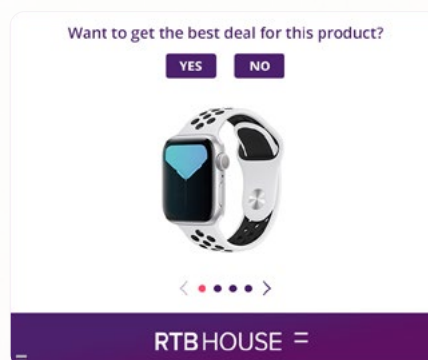 Want to get the best deal for this product?
YES NO
RTBHOUSE =